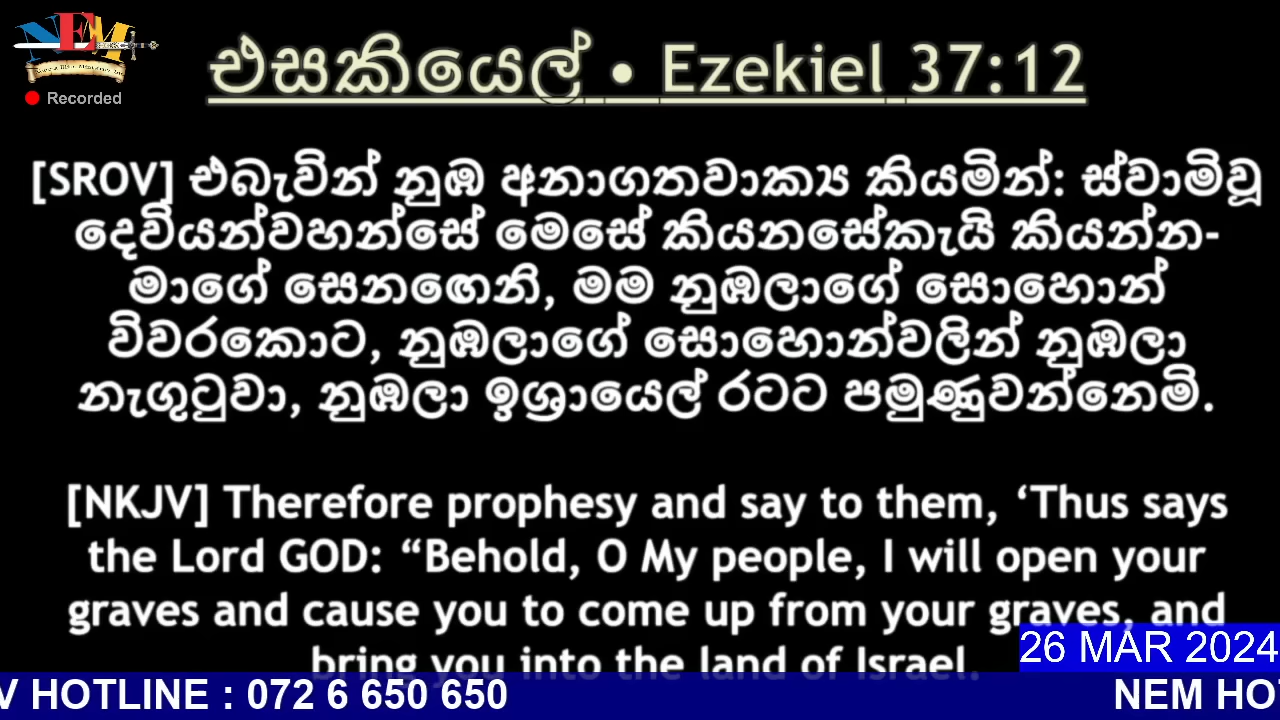 NEM
Recorded
එසකියෙල් • Ezekiel 37:12
[SROV] එබැවින් නුඹ අනාගතවාක්‍ය කියමින්: ස්වාමිවූ
දෙවියන්වහන්සේ මෙසේ කියනසේකැයි කියන්න-
මාගේ සෙනඟෙනි, මම නුඹලාගේ සොහොන්
විවරකොට, නුඹලාගේ සොහොන්වලින් නුඹලා
නැගුටුවා, නුඹලා ඉශ්‍රායෙල් රටට පමුණුවන්නෙමි.
[NKJV] Therefore prophesy and say to them, ‘Thus says
the Lord GOD: “Behold, O My people, I will open your
graves and cause you to come up from your graves, and
bring you into the land of Israel.
26 MAR 2024
V HOTLINE : 072 6 650 650 NEM HOT